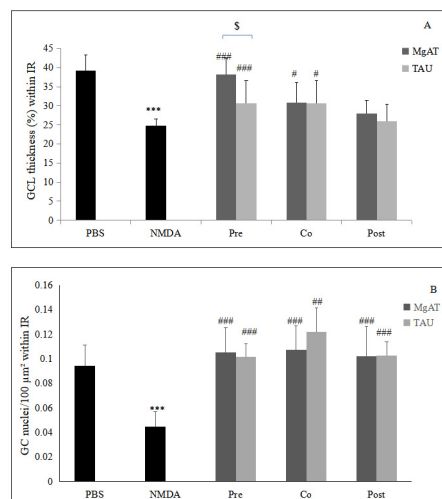 A
$
GCL thickness (%) within IR
45
40
35
30
25
20
15
10
5
0
***
###
###
#
#
MgAT
TAU
PBS
NMDA
Pre
Co
Post
B
GC nuclei/100 µm² within IR
0.16
0.14
0.12
0.1
0.08
0.06
0.04
0.02
0
***
###
###
###
##
###
###
MgAT
TAU
PBS
NMDA
Pre
Co
Post